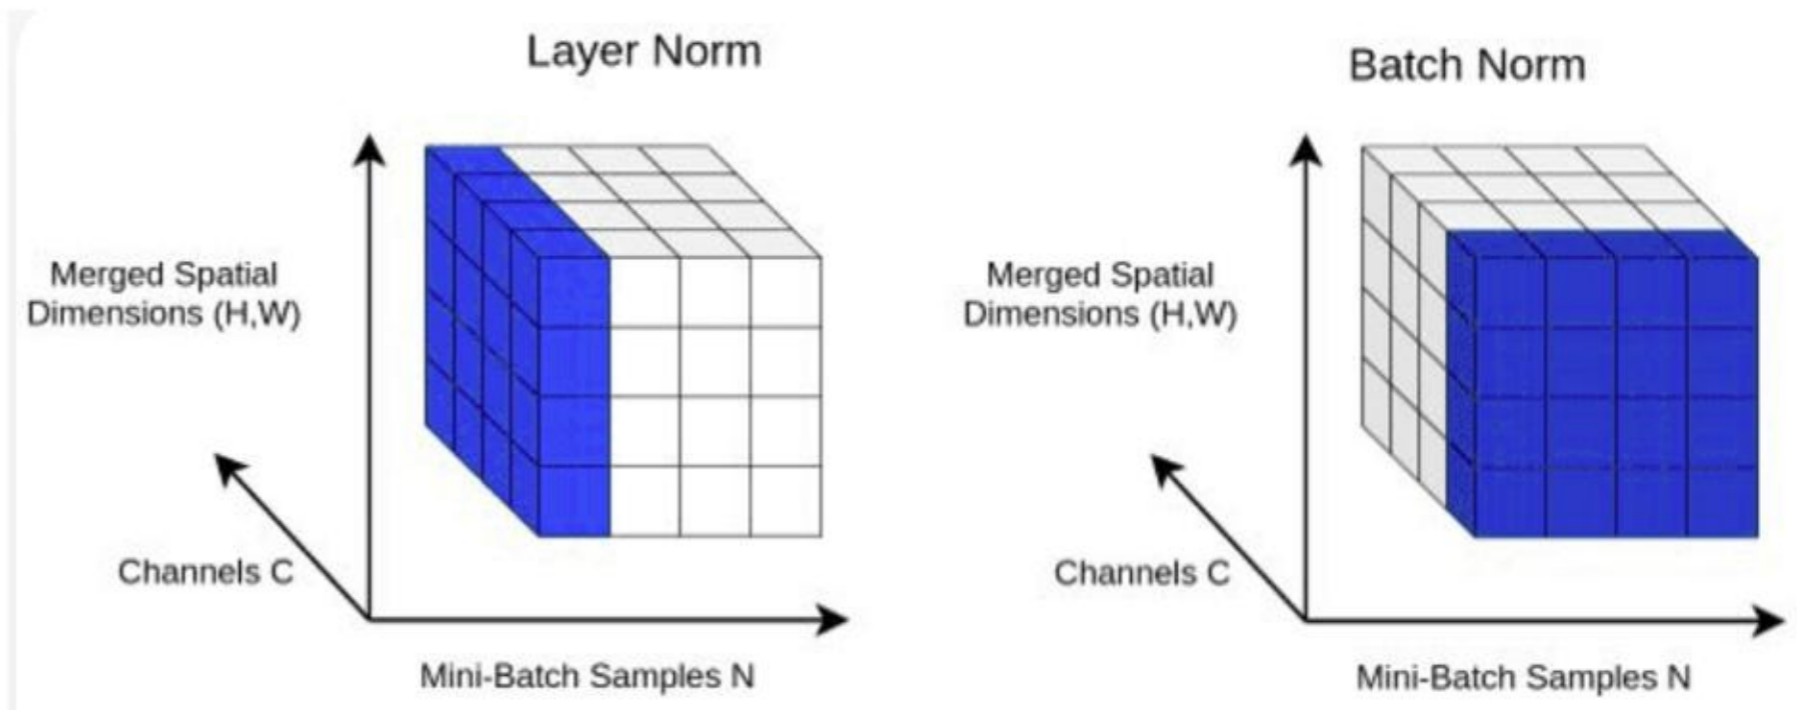 Layer Norm
Merged Spatial
Dimensions (H,W)
Channels C
Mini-Batch Samples N
Batch Norm
Merged Spatial
Dimensions (H,W)
Channels C
Mini-Batch Samples N